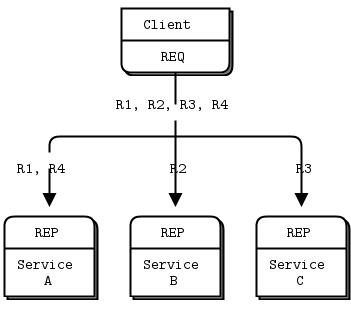 Client
REQ
R1, R2, R3, R4
R1, R4
R2
R3
REP
REP
REP
Service
A
Service
B
Service
C